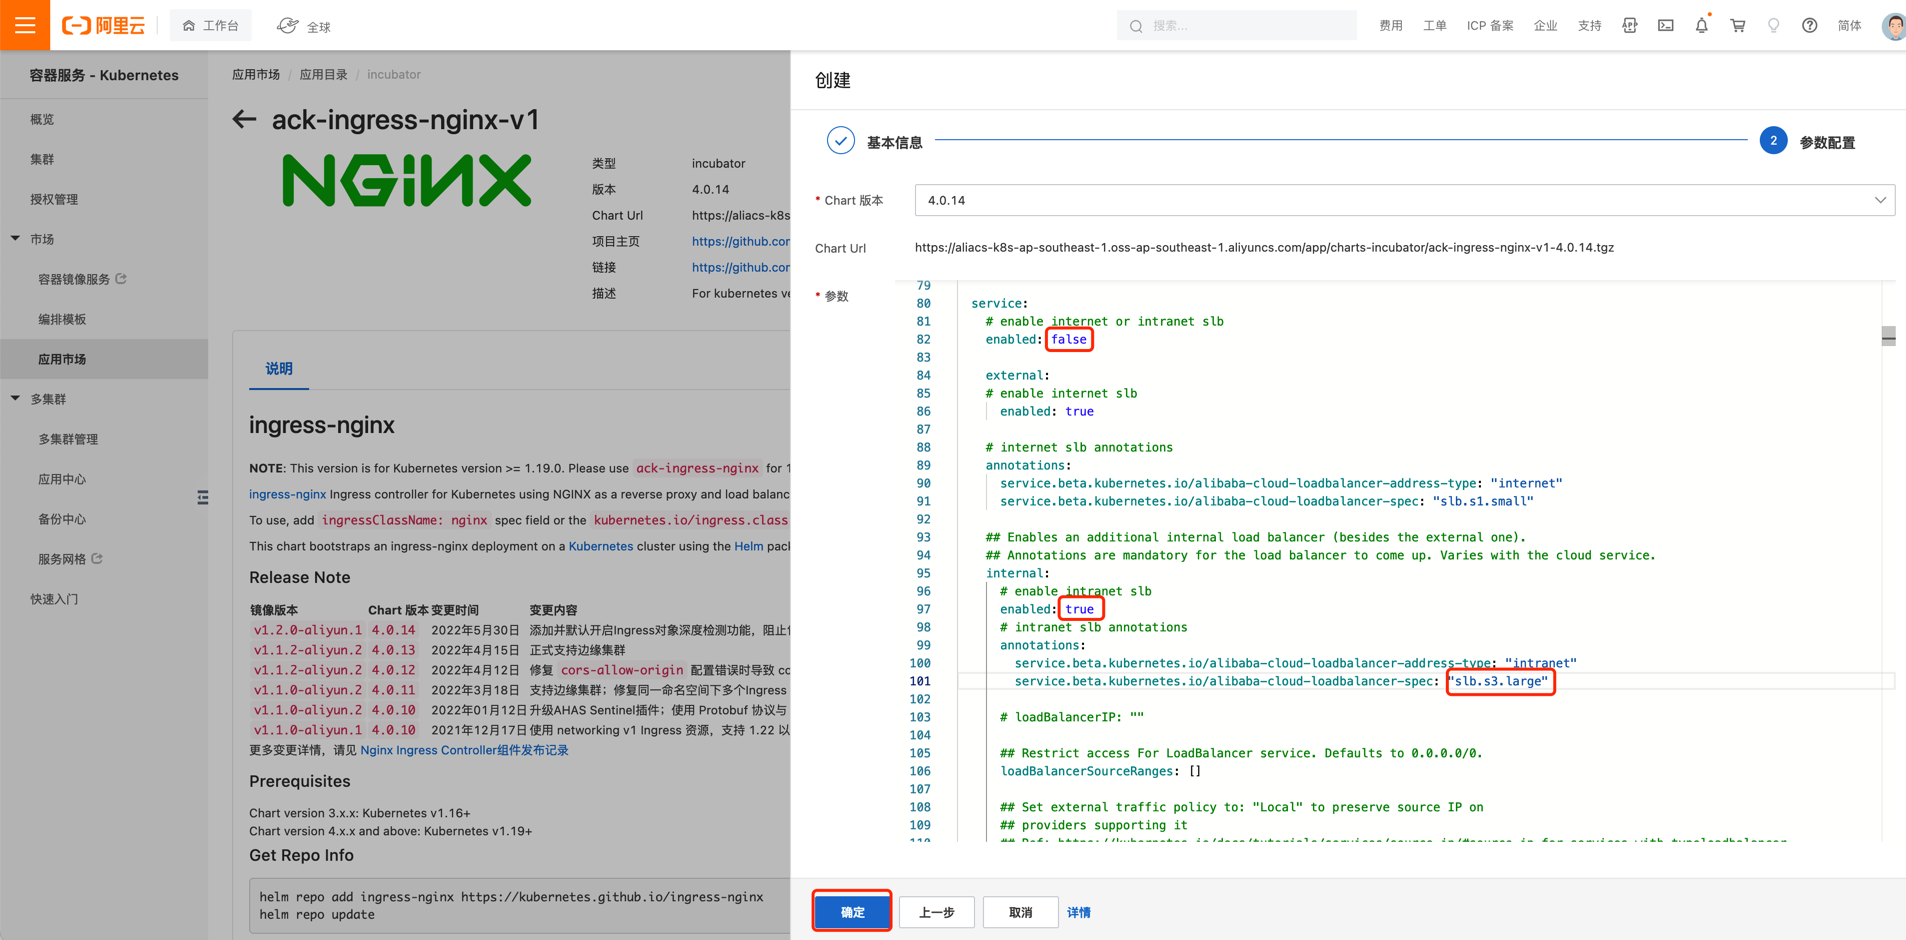 阿里云
工作台
全球
搜索...
费用
工单
ICP 备案
企业
支持
简体
容器服务 - Kubernetes
概览
集群
授权管理
市场
容器镜像服务
编排模板
应用市场
多集群
多集群管理
应用中心
备份中心
服务网格
快速入门
应用市场 / 应用目录 / incubator
ack-ingress-nginx-v1
NGINX
类型 incubator
版本 4.0.14
Chart Url https://aliacs-k8s
项目主页 https://github.cor
链接 https://github.cor
描述 For kubernetes ve
说明
ingress-nginx
NOTE: This version is for Kubernetes version >= 1.19.0. Please use ack-ingress-nginx for 1
ingress-nginx Ingress controller for Kubernetes using NGINX as a reverse proxy and load balanc
To use, add ingressClassName: nginx spec field or the kubernetes.io/ingress.class
This chart bootstraps an ingress-nginx deployment on a Kubernetes cluster using the Helm pack
Release Note
镜像版本 Chart 版本 变更时间 变更内容
v1.2.0-aliyun.1 4.0.14 2022年5月30日 添加并默认开启Ingress对象深度检测功能，阻止
v1.1.2-aliyun.2 4.0.13 2022年4月15日 正式支持边缘集群
v1.1.2-aliyun.2 4.0.12 2022年4月12日 修复 cors-allow-origin 配置错误时导致 co
v1.1.0-aliyun.2 4.0.11 2022年3月18日 支持边缘集群；修复同一命名空间下多个Ingress
v1.1.0-aliyun.2 4.0.10 2022年01月12日 升级AHAS Sentinel插件；使用 Protobuf 协议与
v1.1.0-aliyun.1 4.0.10 2021年12月17日 使用 networking v1 Ingress 资源，支持 1.22 以
更多变更详情，请见 Nginx Ingress Controller组件发布记录
Prerequisites
Chart version 3.x.x: Kubernetes v1.16+
Chart version 4.x.x and above: Kubernetes v1.19+
Get Repo Info
helm repo add ingress-nginx https://kubernetes.github.io/ingress-nginx
helm repo update
创建
基本信息
2 参数配置
* Chart 版本 4.0.14
Chart Url https://aliacs-k8s-ap-southeast-1.oss-ap-southeast-1.aliyuncs.com/app/charts-incubator/ack-ingress-nginx-v1-4.0.14.tgz
* 参数
79
80 service:
81 # enable internet or intranet slb
82 enabled: false
83
84 external:
85 # enable internet slb
86 enabled: true
87
88 # internet slb annotations
89 annotations:
90 service.beta.kubernetes.io/alibaba-cloud-loadbalancer-address-type: "internet"
91 service.beta.kubernetes.io/alibaba-cloud-loadbalancer-spec: "slb.s1.small"
92
93 ## Enables an additional internal load balancer (besides the external one).
94 ## Annotations are mandatory for the load balancer to come up. Varies with the cloud service.
95 internal:
96 # enable intranet slb
97 enabled: true
98 # intranet slb annotations
99 annotations:
100 service.beta.kubernetes.io/alibaba-cloud-loadbalancer-address-type: "intranet"
101 service.beta.kubernetes.io/alibaba-cloud-loadbalancer-spec: "slb.s3.large"
102
103 # loadBalancerIP: ""
104
105 ## Restrict access For LoadBalancer service. Defaults to 0.0.0.0/0.
106 loadBalancerSourceRanges: []
107
108 ## Set external traffic policy to: "Local" to preserve source IP on
109 ## providers supporting it
确定
上一步
取消
详情